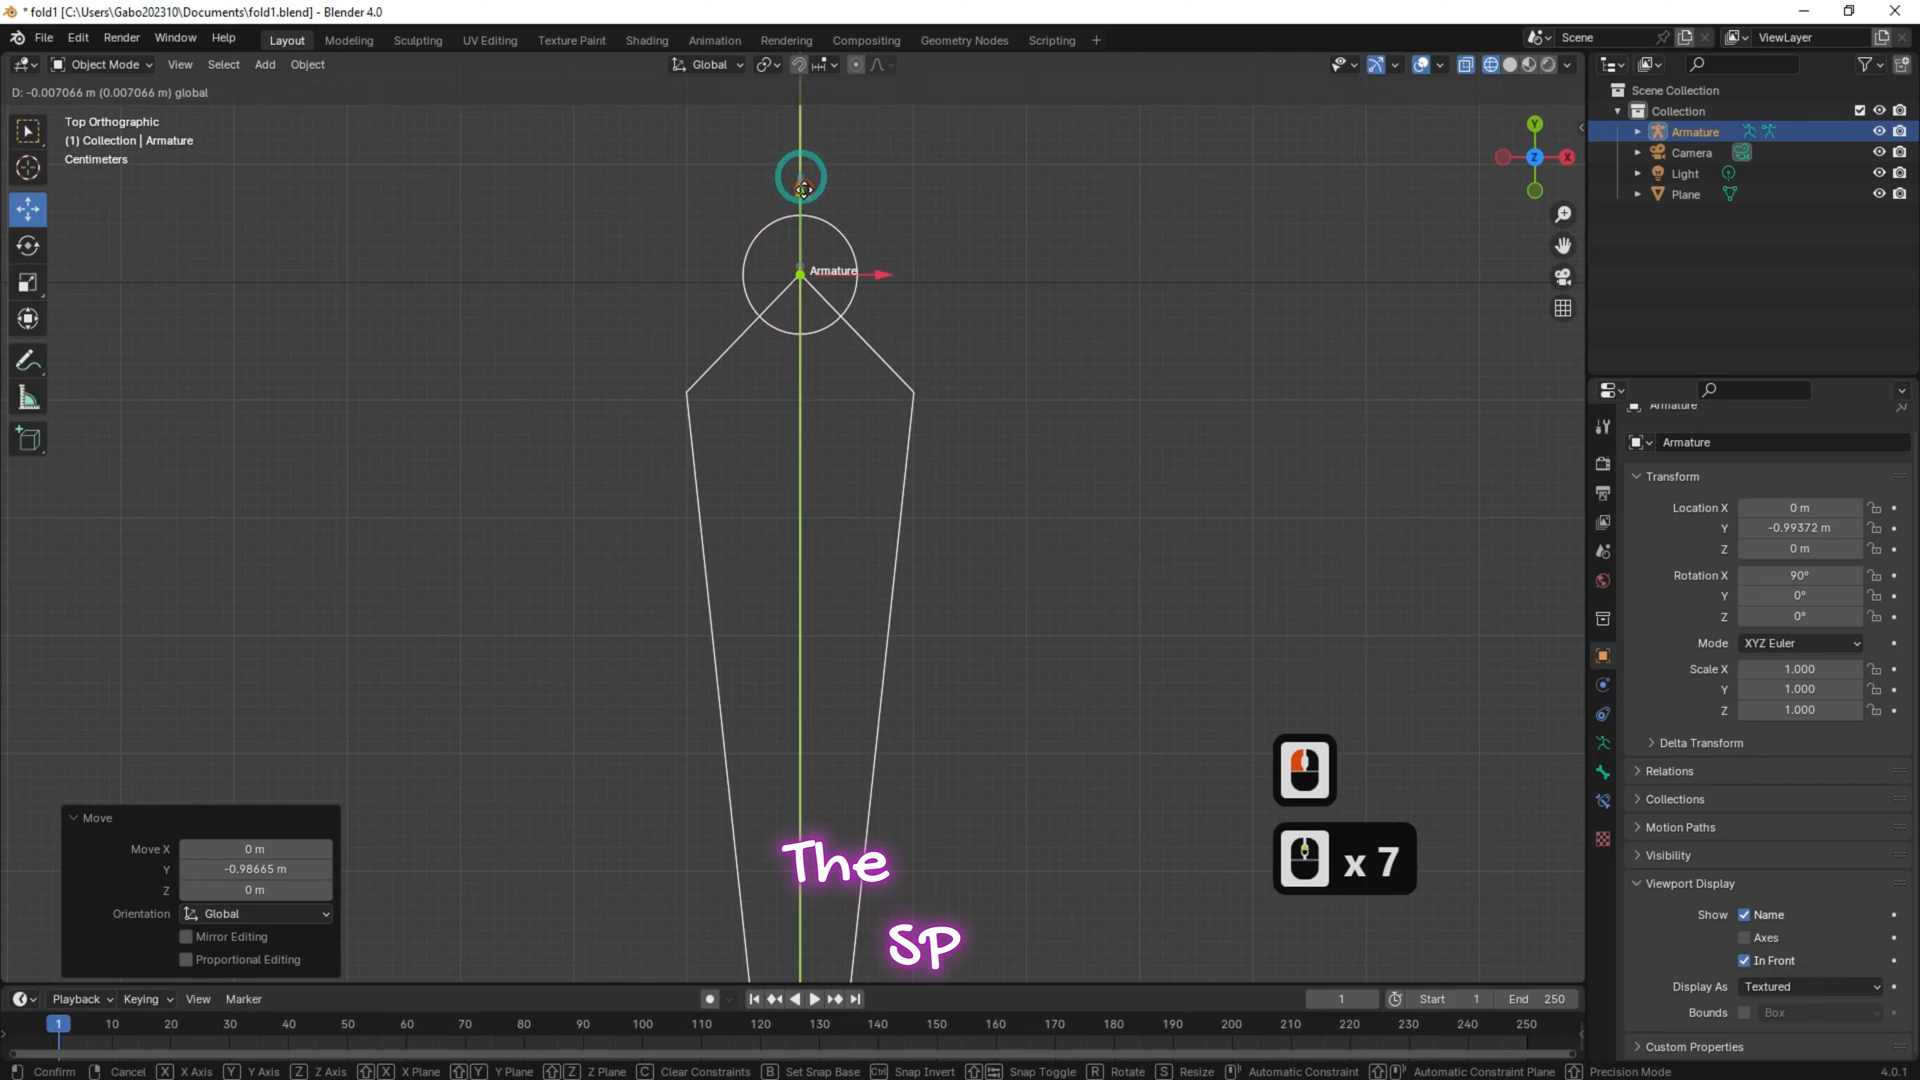 * fold1 [C:\Users\Gabo202310\Documents\fold1.blend] - Blender 4.0
File Edit Render Window Help
Layout Modeling Sculpting UV Editing Texture Paint Shading Animation Rendering Compositing Geometry Nodes Scripting +
Scene
ViewLayer
Object Mode View Select Add Object
Global
D: -0.007066 m (0.007066 m) global
Top Orthographic
(1) Collection | Armature
Centimeters
Armature
Y
Z
X
Scene Collection
Collection
Armature
Camera
Light
Plane
Armature
Armature
Transform
Location X 0 m
Y -0.99372 m
Z 0 m
Rotation X 90°
Y 0°
Z 0°
Mode XYZ Euler
Scale X 1.000
Y 1.000
Z 1.000
Delta Transform
Relations
Collections
Motion Paths
Visibility
Viewport Display
Show Name
Axes
In Front
Display As Textured
Bounds Box
Custom Properties
Move
Move X 0 m
Y -0.98665 m
Z 0 m
Orientation Global
Mirror Editing
Proportional Editing
x 7
The
SP
Playback Keying View Marker
1 Start 1 End 250
1 10 20 30 40 50 60 70 80 90 100 110 120 130 140 150 160 170 180 190 200 210 220 230 240 250
Confirm Cancel X X Axis Y Y Axis Z Z Axis X X Plane Y Y Plane Z Z Plane C Clear Constraints B Set Snap Base Ctrl Snap Invert Snap Toggle R Rotate S Resize Automatic Constraint Automatic Constraint Plane Precision Mode 4.0.1